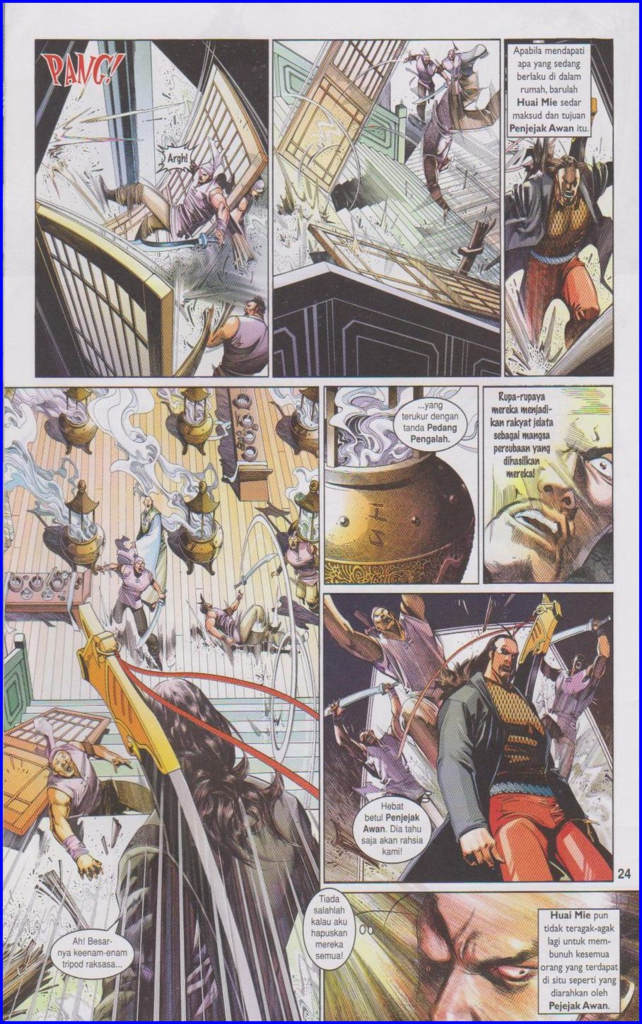 PANG!
Argh!
Apabila mendapati
apa yang sedang
berlaku di dalam
rumah, barulah
Huai Mie sedar
maksud dan tujuan
Penjejak Awan itu.
...yang
terukur dengan
tanda Pedang
Pengalah.
Rupa-rupaya
mereka menjadi-
kan rakyat jelata
sebagai mangsa
percubaan yang
dihasilkan
mereka!
Hebat
betul Penjejak
Awan. Dia tahu
saja akan rahsia
kami!
24
Ah! Besar-
nya keenam-enam
tripod raksasa...
Tiada
salahlah
kalau aku
hapuskan
mereka
semua!
Huai Mie pun
tidak teragak-agak
lagi untuk mem-
bunuh kesemua
orang yang terdapat
di situ seperti yang
diarahkan oleh
Pejejak Awan.